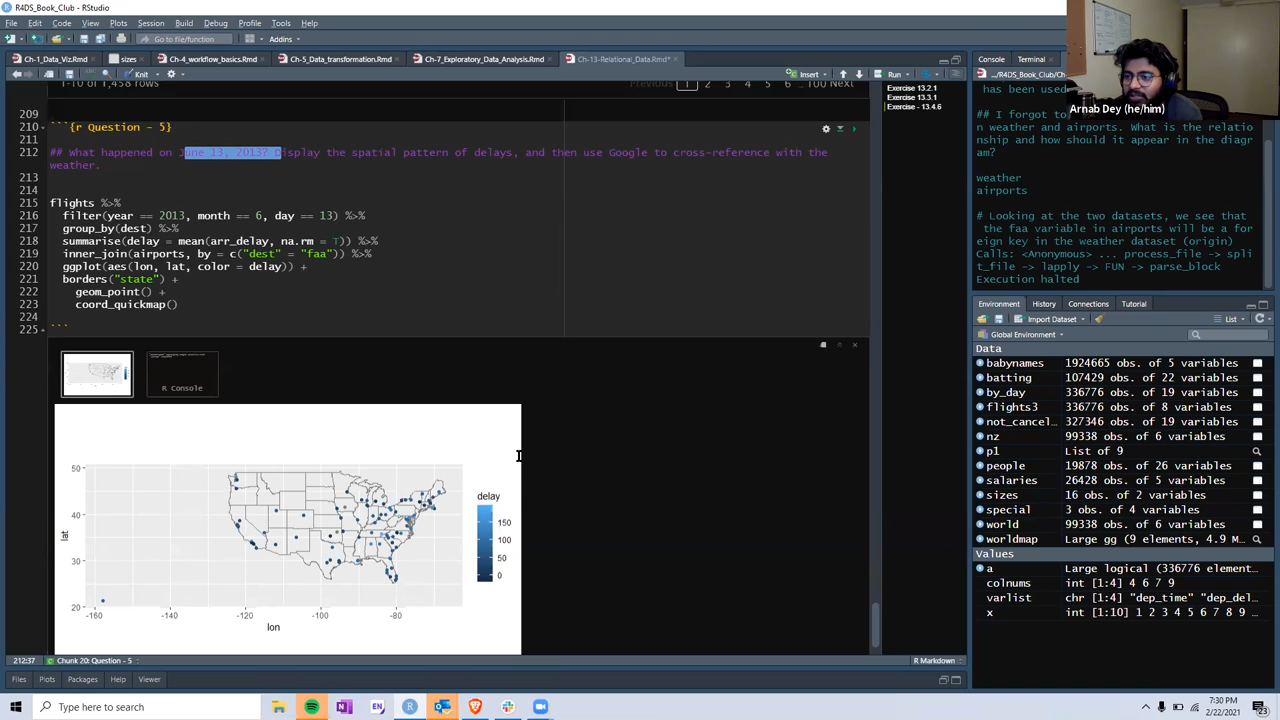 R4DS_Book_Club - RStudio
File Edit Code View Plots Session Build Debug Profile Tools Help
Go to file/function Addins
Ch-1_Data_Viz.Rmd sizes Ch-4_workflow_basics.Rmd Ch-5_Data_transformation.Rmd Ch-7_Exploratory_Data_Analysis.Rmd Ch-13-Relational_Data.Rmd*
Knit Insert Run
1-10 of 1,458 rows 1 2 3 4 5 6 100 Next
209
210 ```{r Question - 5}
211
212 ## What happened on June 13, 2013? Display the spatial pattern of delays, and then use Google to cross-reference with the
weather.
213
214
215 flights %>%
216 filter(year == 2013, month == 6, day == 13) %>%
217 group_by(dest) %>%
218 summarise(delay = mean(arr_delay, na.rm = T)) %>%
219 inner_join(airports, by = c("dest" = "faa")) %>%
220 ggplot(aes(lon, lat, color = delay)) +
221 borders("state") +
222 geom_point() +
223 coord_quickmap()
224
225 ```
R Console
50
40
30
20
lat
-160 -140 -120 -100 -80
lon
delay
150
100
50
0
212:37 Chunk 20: Question - 5 R Markdown
Files Plots Packages Help Viewer
Exercise 13.2.1
Exercise 13.3.1
Exercise - 13.4.6
Arnab Dey (he/him)
Console Terminal
.../R4DS_Book_Club/Ch
has been used
## I forgot to
n weather and airports. What is the relatio
nship and how should it appear in the diagr
am?
weather
airports
# Looking at the two datasets, we see that
the faa variable in airports will be a for
eign key in the weather dataset (origin)
Calls: <Anonymous> ... process_file -> spli
t_file -> lapply -> FUN -> parse_block
Execution halted
Environment History Connections Tutorial
Import Dataset List
Global Environment
Data
babynames 1924665 obs. of 5 variables
batting 107429 obs. of 22 variables
by_day 336776 obs. of 19 variables
flights3 336776 obs. of 8 variables
not_cancel… 327346 obs. of 19 variables
nz 99338 obs. of 6 variables
p1 List of 9
people 19878 obs. of 26 variables
salaries 26428 obs. of 5 variables
sizes 16 obs. of 2 variables
special 3 obs. of 4 variables
world 99338 obs. of 6 variables
worldmap Large gg (9 elements, 4.9 M…
Values
a Large logical (336776 element…
colnums int [1:4] 4 6 7 9
varlist chr [1:4] "dep_time" "dep_del…
x int [1:10] 1 2 3 4 5 6 7 8 9 …
Type here to search
EN
7:30 PM
2/22/2021
23